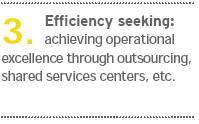 3. Efficiency seeking:
achieving operational
excellence through outsourcing,
shared services centers, etc.